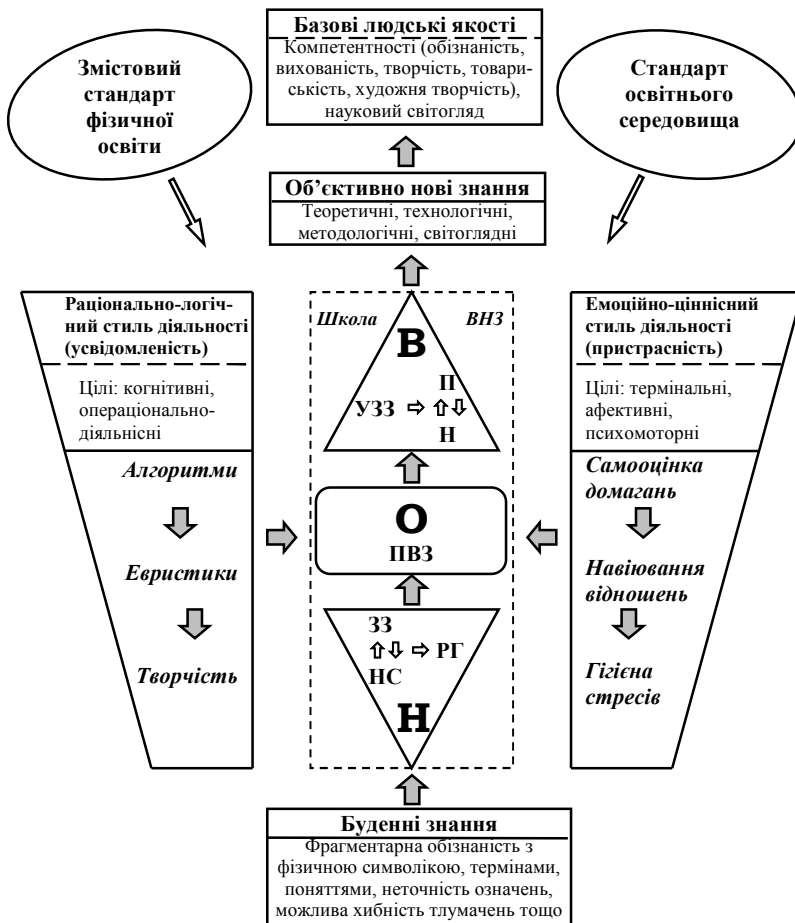 Базові людські якості
Компетентності (обізнаність,
вихованість, творчість, товари-
ськість, художня творчість),
науковий світогляд
Змістовий
стандарт
фізичної
освіти
Стандарт
освітнього
середовища
Об’єктивно нові знання
Теоретичні, технологічні,
методологічні, світоглядні
Раціонально-логіч-
ний стиль діяльності
(усвідомленість)
Цілі: когнітивні,
операціонально-
діяльнісні
Алгоритми
Евристики
Творчість
Школа
ВНЗ
В
П
УЗЗ
Н
О
ПВЗ
ЗЗ
РГ
НС
Н
Емоційно-ціннісний
стиль діяльності
(пристрасність)
Цілі: термінальні,
афективні,
психомоторні
Самооцінка
домагань
Навіювання
відношень
Гігієна
стресів
Буденні знання
Фрагментарна обізнаність з
фізичною символікою, термінами,
поняттями, неточність означень,
можлива хибність тлумачень тощо